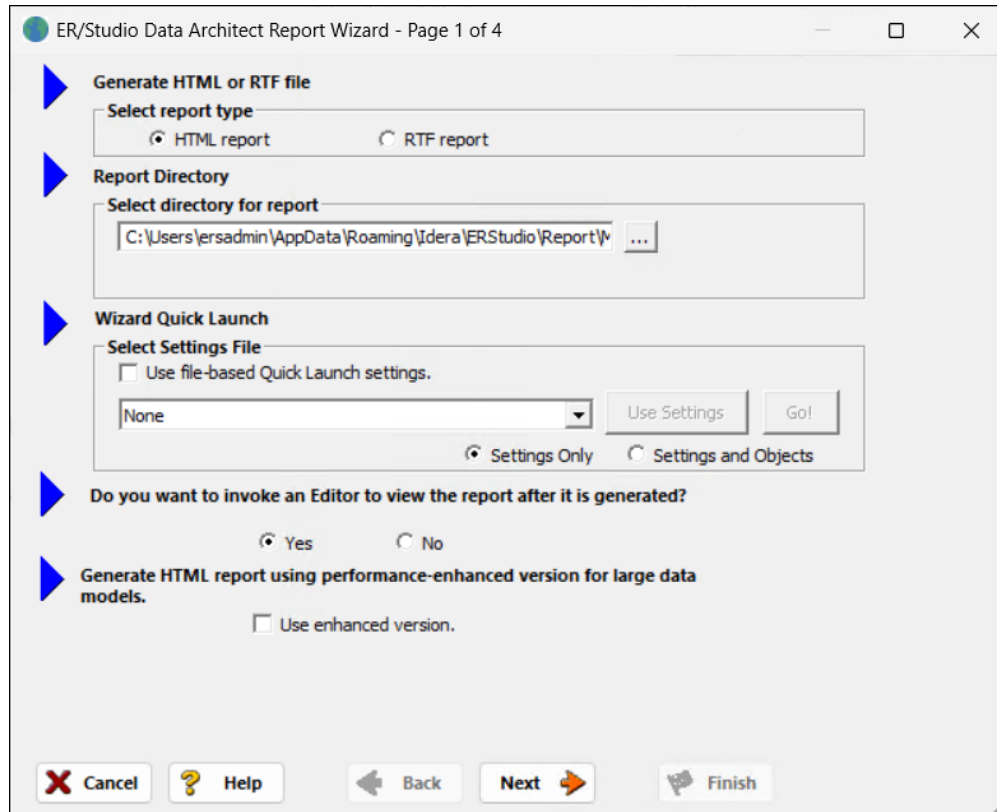 ER/Studio Data Architect Report Wizard - Page 1 of 4
Generate HTML or RTF file
Select report type
HTML report RTF report
Report Directory
Select directory for report
C:\Users\ersadmin\AppData\Roaming\Idera\ERStudio\Report\M ...
Wizard Quick Launch
Select Settings File
Use file-based Quick Launch settings.
None Use Settings Go!
Settings Only Settings and Objects
Do you want to invoke an Editor to view the report after it is generated?
Yes No
Generate HTML report using performance-enhanced version for large data
models.
Use enhanced version.
Cancel Help Back Next Finish